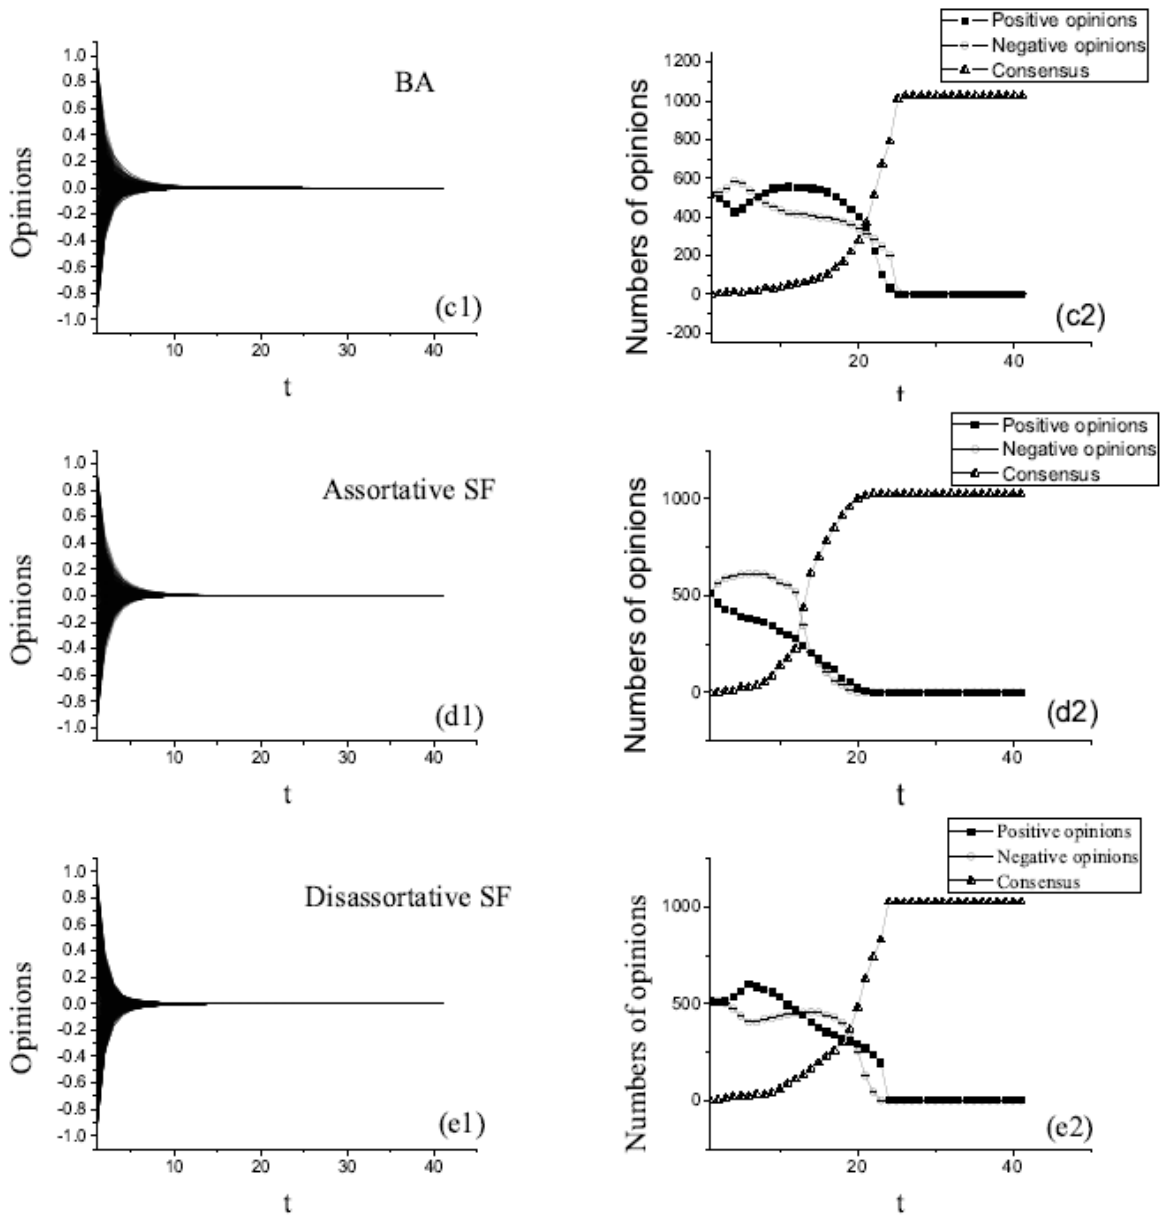 BA
1.0
0.8
0.6
0.4
0.2
0.0
-0.2
-0.4
-0.6
-0.8
-1.0
Opinions
(c1)
10 20 30 40
t
Positive opinions
Negative opinions
Consensus
1200
1000
800
600
400
200
0
-200
Numbers of opinions
(c2)
20 40
t
Assortative SF
1.0
0.8
0.6
0.4
0.2
0.0
-0.2
-0.4
-0.6
-0.8
-1.0
Opinions
(d1)
10 20 30 40
t
Positive opinions
Negative opinions
Consensus
1000
500
0
Numbers of opinions
(d2)
20 40
t
Disassortative SF
1.0
0.8
0.6
0.4
0.2
0.0
-0.2
-0.4
-0.6
-0.8
-1.0
Opinions
(e1)
10 20 30 40
t
Positive opinions
Negative opinions
Consensus
1000
500
0
Numbers of opinions
(e2)
20 40
t